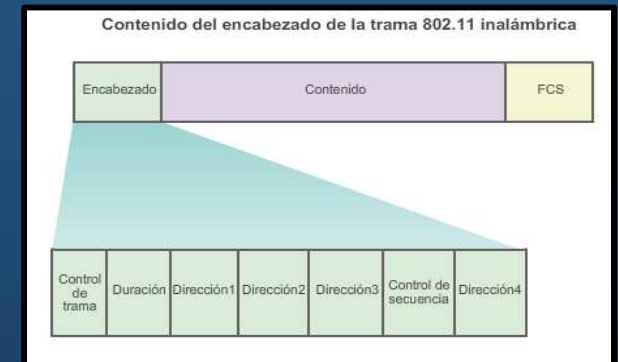 Contenido del encabezado de la trama 802.11 inalámbrica
Encabezado
Contenido
FCS
Control
de
trama
Duración
Dirección1
Dirección2
Dirección3
Control de
secuencia
Dirección4